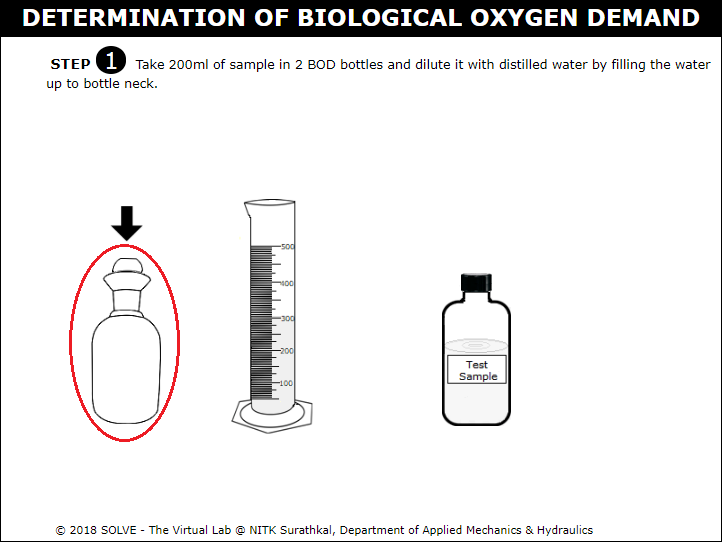 DETERMINATION OF BIOLOGICAL OXYGEN DEMAND
STEP 1 Take 200ml of sample in 2 BOD bottles and dilute it with distilled water by filling the water
up to bottle neck.
500
400
300
200
100
Test
Sample
© 2018 SOLVE - The Virtual Lab @ NITK Surathkal, Department of Applied Mechanics & Hydraulics